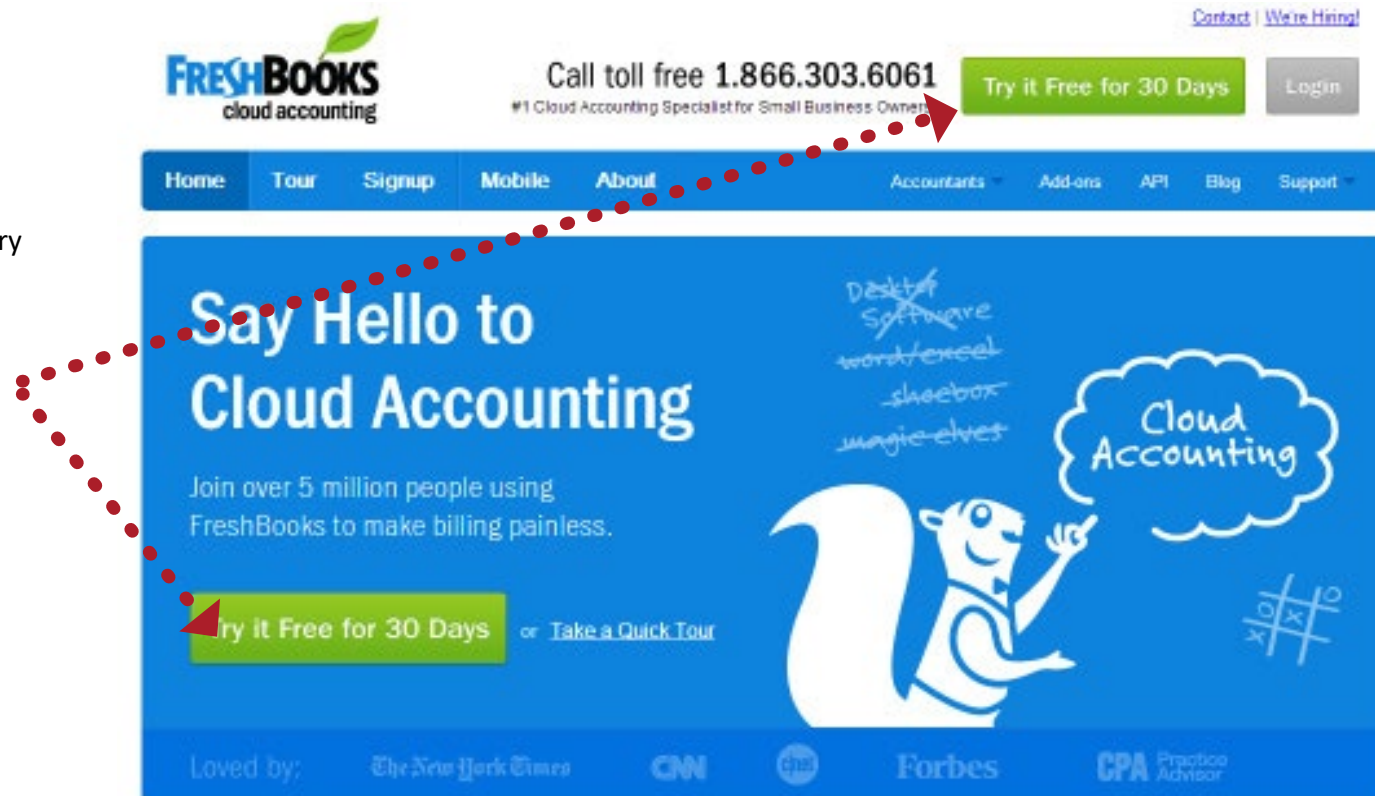 Contact | We're Hiring!
FRESHBOOKS
cloud accounting
Call toll free 1.866.303.6061
#1 Cloud Accounting Specialist for Small Business Owners
Try it Free for 30 Days
Login
Home Tour Signup Mobile About Accountants Add-ons API Blog Support
ry
Say Hello to
Cloud Accounting
Join over 5 million people using
FreshBooks to make billing painless.
Try it Free for 30 Days or Take a Quick Tour
Desktop
Software
word/excel
shoebox
magic elves
Cloud
Accounting
O X O
X
Loved by: The New York Times CNN cnet Forbes CPA Practice
Advisor